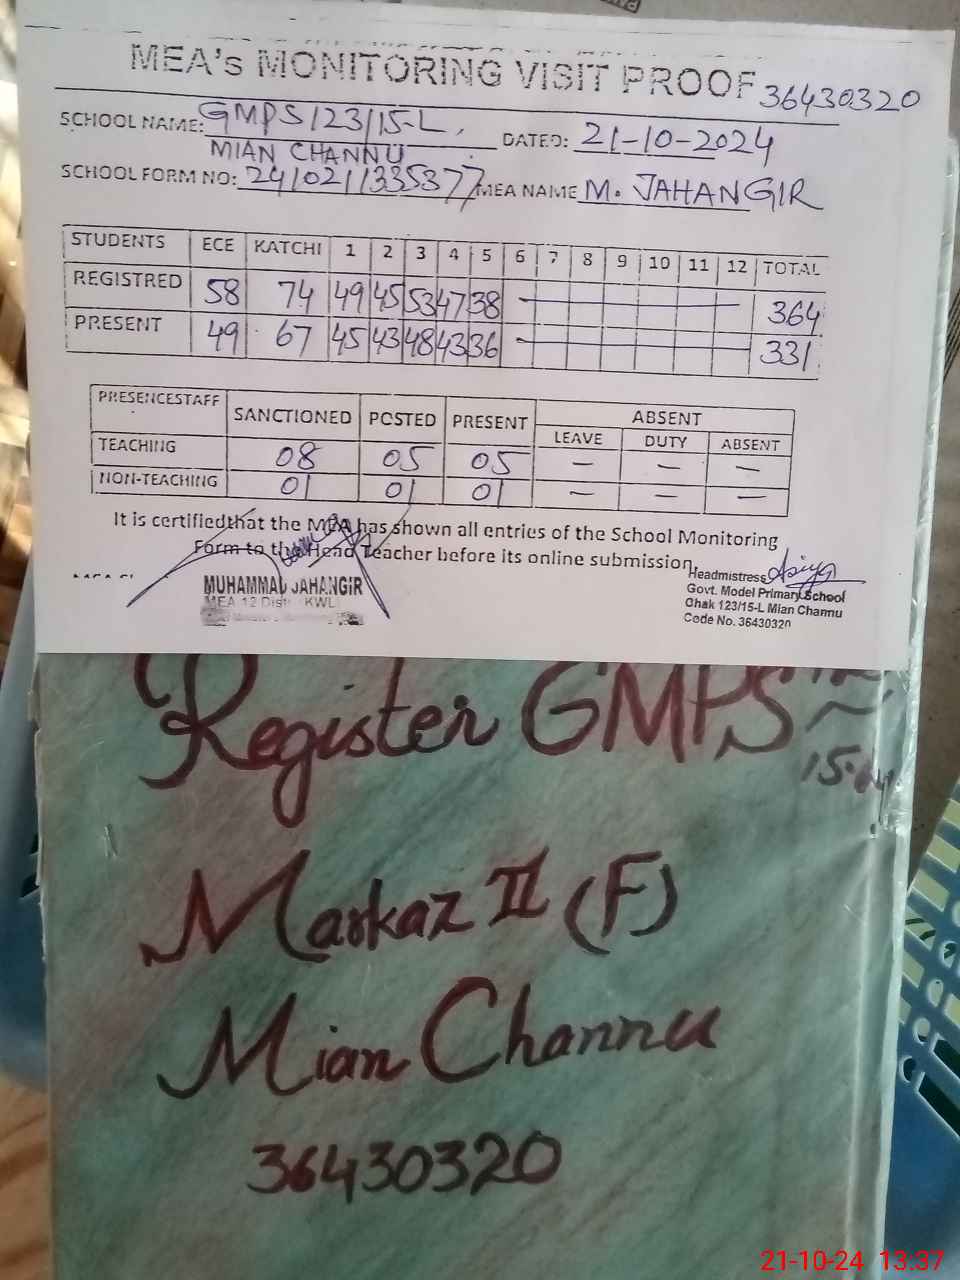 MEA's MONITORING VISIT PROOF 36430320
SCHOOL NAME: GMPS 123/15-L, DATED: 21-10-2024
MIAN CHANNU
SCHOOL FORM NO: 2410211335377 MEA NAME M. JAHANGIR
STUDENTS ECE KATCHI 1 2 3 4 5 6 7 8 9 10 11 12 TOTAL
REGISTRED 58 74 49 45 53 47 38 — 364
PRESENT 49 67 45 43 48 43 36 — 331
PRESENCESTAFF SANCTIONED POSTED PRESENT ABSENT
LEAVE DUTY ABSENT
TEACHING 08 05 05 — — —
NON-TEACHING 01 01 01 — — —
It is certifiedthat the MEA has shown all entries of the School Monitoring
Form to the Head Teacher before its online submission.
MUHAMMAD JAHANGIR
MEA 12 Distt: KWL
Headmistress
Govt. Model Primary School
Chak 123/15-L Mian Channu
Code No. 36430320
Register GMPS
Markaz II (F)
Mian Channu
36430320
21-10-24 13:37